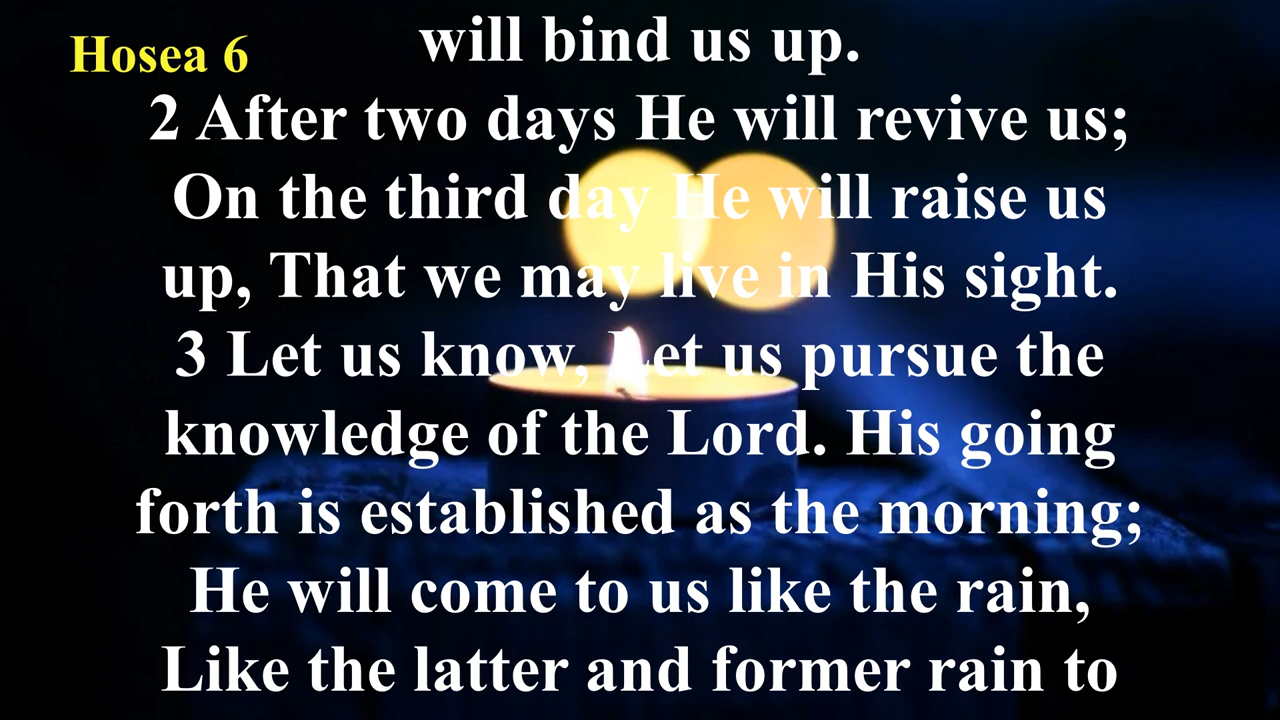 Hosea 6
will bind us up.
2 After two days He will revive us;
On the third day He will raise us
up, That we may live in His sight.
3 Let us know, Let us pursue the
knowledge of the Lord. His going
forth is established as the morning;
He will come to us like the rain,
Like the latter and former rain to